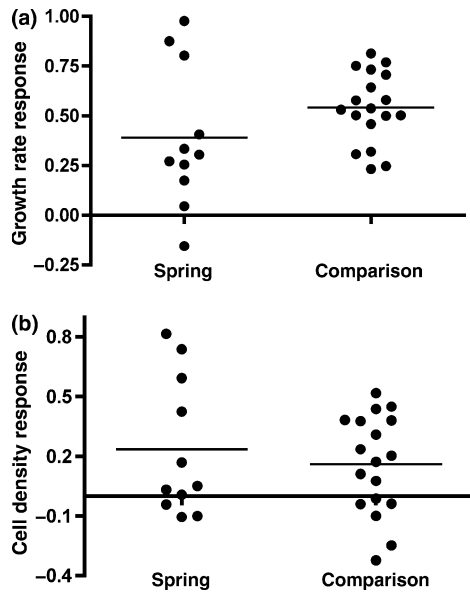 (a)
Growth rate response
1.00
0.75
0.50
0.25
0.00
–0.25
Spring Comparison
(b)
Cell density response
0.8
0.5
0.2
–0.1
–0.4
Spring Comparison